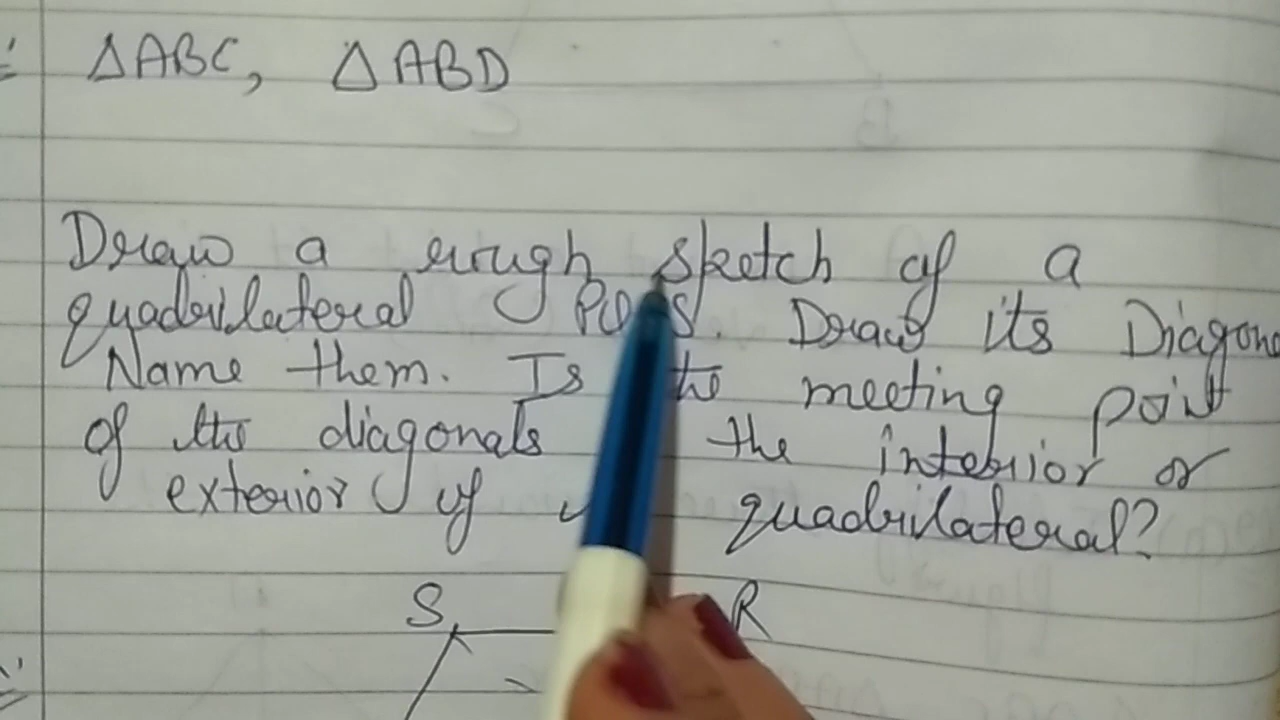 ΔABC, ΔABD
Draw a rough sketch of a
quadrilateral PQRS. Draw its Diagon
Name them. Is the meeting point
of the diagonals the interior or
exterior of quadrilateral?
S R